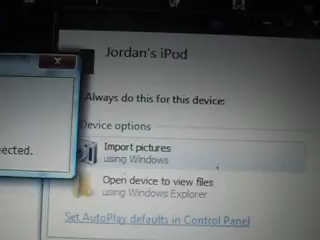 Jordan's iPod
Always do this for this device:
Device options
ected.
Import pictures
using Windows
Open device to view files
using Windows Explorer
Set AutoPlay defaults in Control Panel